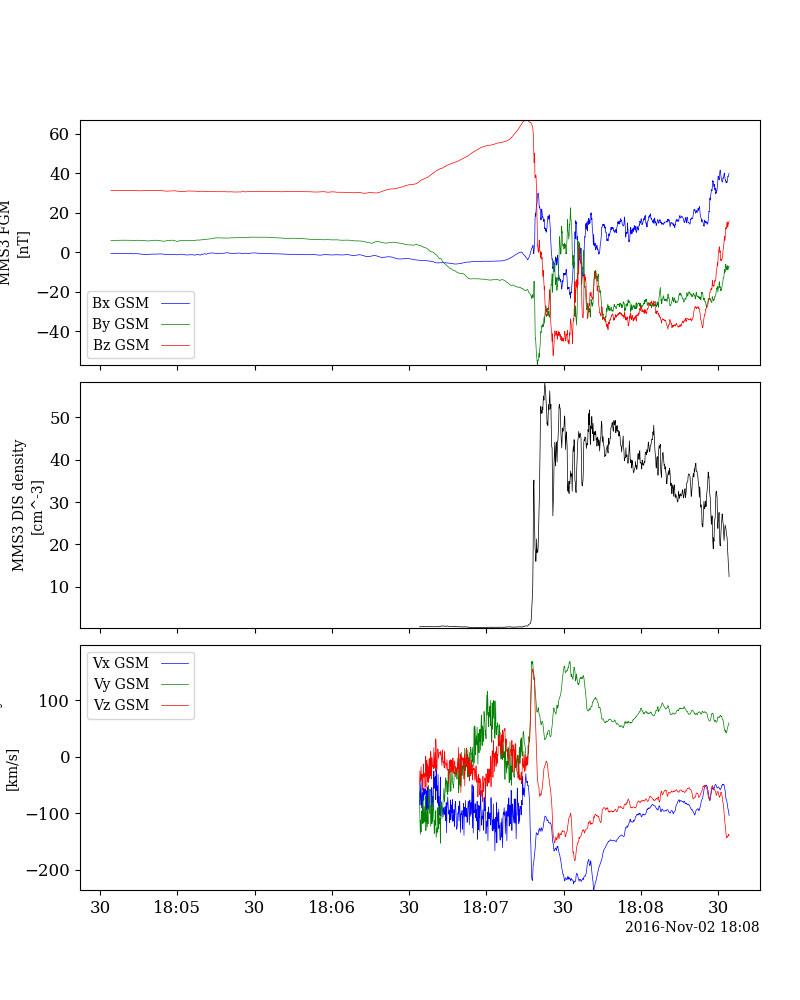 60
40
20
0
−20
−40
MMS3 FGM
[nT]
Bx GSM
By GSM
Bz GSM
50
40
30
20
10
MMS3 DIS density
[cm^-3]
100
0
−100
−200
[km/s]
Vx GSM
Vy GSM
Vz GSM
30
18:05
30
18:06
30
18:07
30
18:08
30
2016-Nov-02 18:08